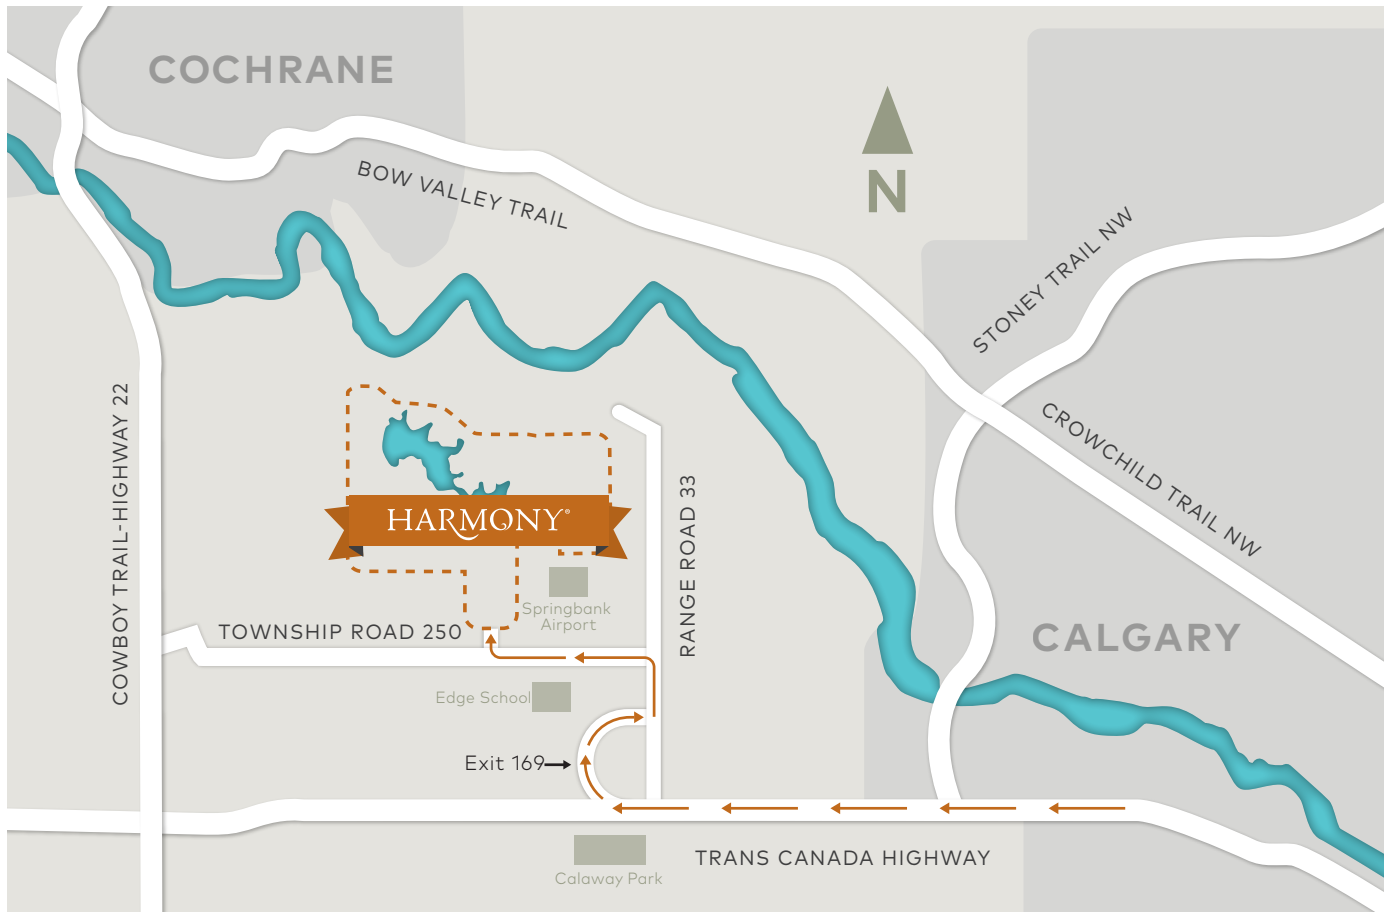 COCHRANE
BOW VALLEY TRAIL
N
STONEY TRAIL NW
CROWCHILD TRAIL NW
COWBOY TRAIL-HIGHWAY 22
HARMONY®
RANGE ROAD 33
Springbank
Airport
TOWNSHIP ROAD 250
CALGARY
Edge School
Exit 169
TRANS CANADA HIGHWAY
Calaway Park